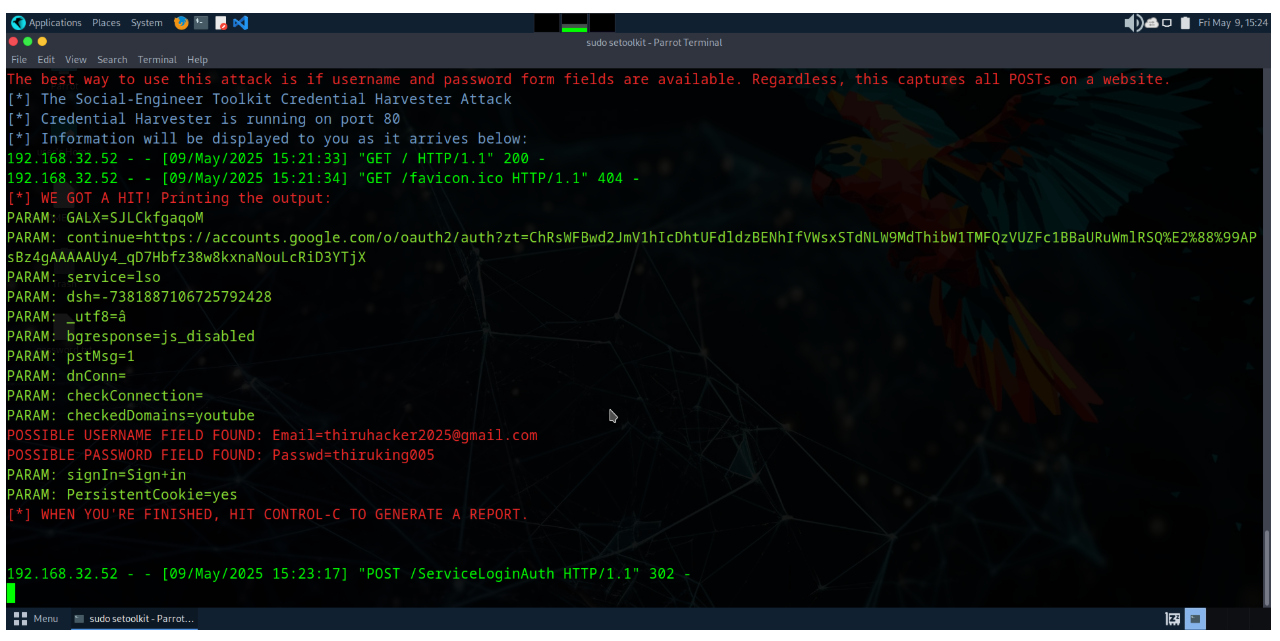 Applications Places System Fri May 9, 15:24
sudo setoolkit - Parrot Terminal
File Edit View Search Terminal Help
The best way to use this attack is if username and password form fields are available. Regardless, this captures all POSTs on a website.
[*] The Social-Engineer Toolkit Credential Harvester Attack
[*] Credential Harvester is running on port 80
[*] Information will be displayed to you as it arrives below:
192.168.32.52 - - [09/May/2025 15:21:33] "GET / HTTP/1.1" 200 -
192.168.32.52 - - [09/May/2025 15:21:34] "GET /favicon.ico HTTP/1.1" 404 -
[*] WE GOT A HIT! Printing the output:
PARAM: GALX=SJLCkfgaqoM
PARAM: continue=https://accounts.google.com/o/oauth2/auth?zt=ChRsWFBwd2JmV1hIcDhtUFdldzBENhIfVWsxSTdNLW9MdThibW1TMFQzVUZFc1BBaURuWmlRSQ%E2%88%99AP
sBz4gAAAAAUy4_qD7Hbfz38w8kxnaNouLcRiD3YTjX
PARAM: service=lso
PARAM: dsh=-7381887106725792428
PARAM: _utf8=â
PARAM: bgresponse=js_disabled
PARAM: pstMsg=1
PARAM: dnConn=
PARAM: checkConnection=
PARAM: checkedDomains=youtube
POSSIBLE USERNAME FIELD FOUND: Email=thiruhacker2025@gmail.com
POSSIBLE PASSWORD FIELD FOUND: Passwd=thiruking005
PARAM: signIn=Sign+in
PARAM: PersistentCookie=yes
[*] WHEN YOU'RE FINISHED, HIT CONTROL-C TO GENERATE A REPORT.
192.168.32.52 - - [09/May/2025 15:23:17] "POST /ServiceLoginAuth HTTP/1.1" 302 -
Menu sudo setoolkit - Parrot...